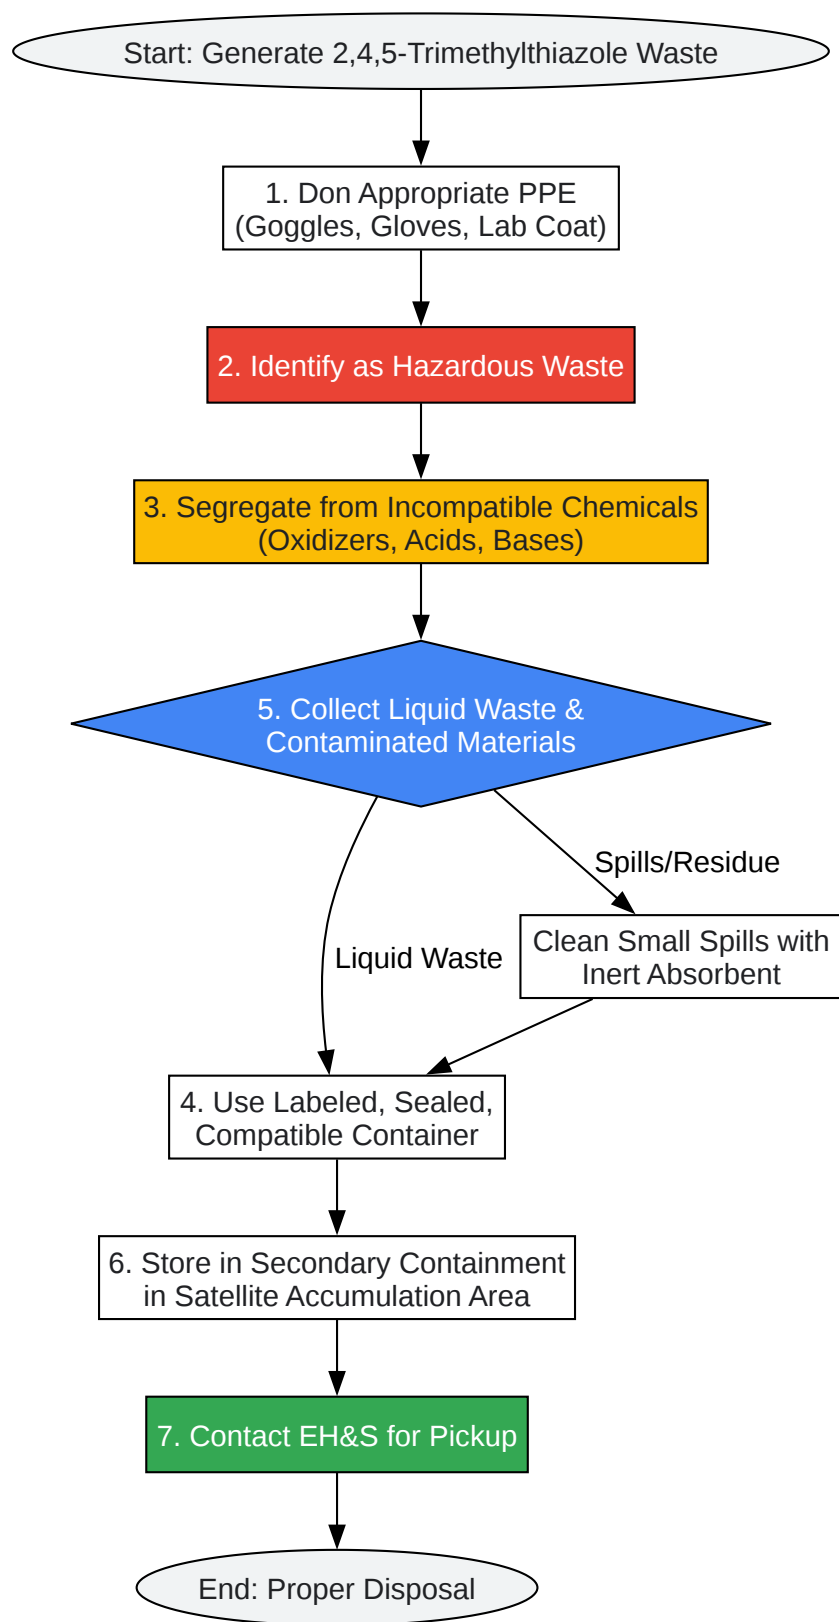 Start: Generate 2,4,5-Trimethylthiazole Waste
1. Don Appropriate PPE
(Goggles, Gloves, Lab Coat)
2. Identify as Hazardous Waste
3. Segregate from Incompatible Chemicals
(Oxidizers, Acids, Bases)
5. Collect Liquid Waste &
Contaminated Materials
Spills/Residue
Clean Small Spills with
Inert Absorbent
Liquid Waste
4. Use Labeled, Sealed,
Compatible Container
6. Store in Secondary Containment
in Satellite Accumulation Area
7. Contact EH&S for Pickup
End: Proper Disposal